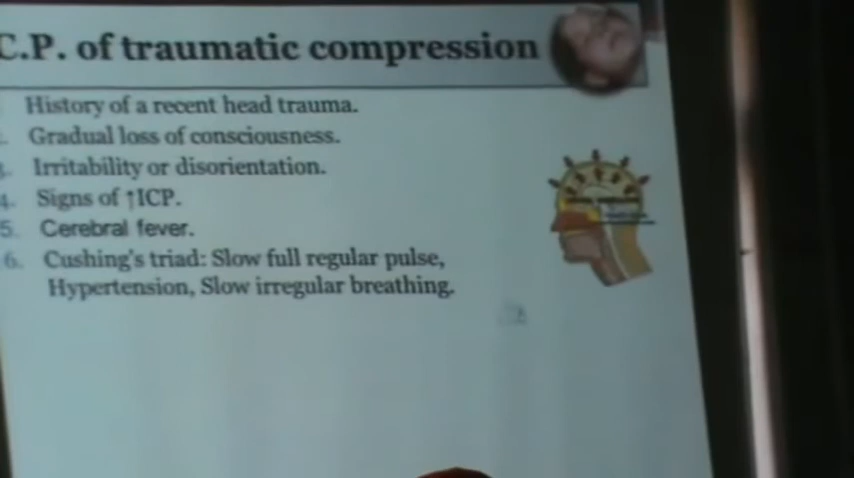 C.P. of traumatic compression
History of a recent head trauma.
Gradual loss of consciousness.
Irritability or disorientation.
4. Signs of ↑ICP.
5. Cerebral fever.
6. Cushing's triad: Slow full regular pulse,
Hypertension, Slow irregular breathing.